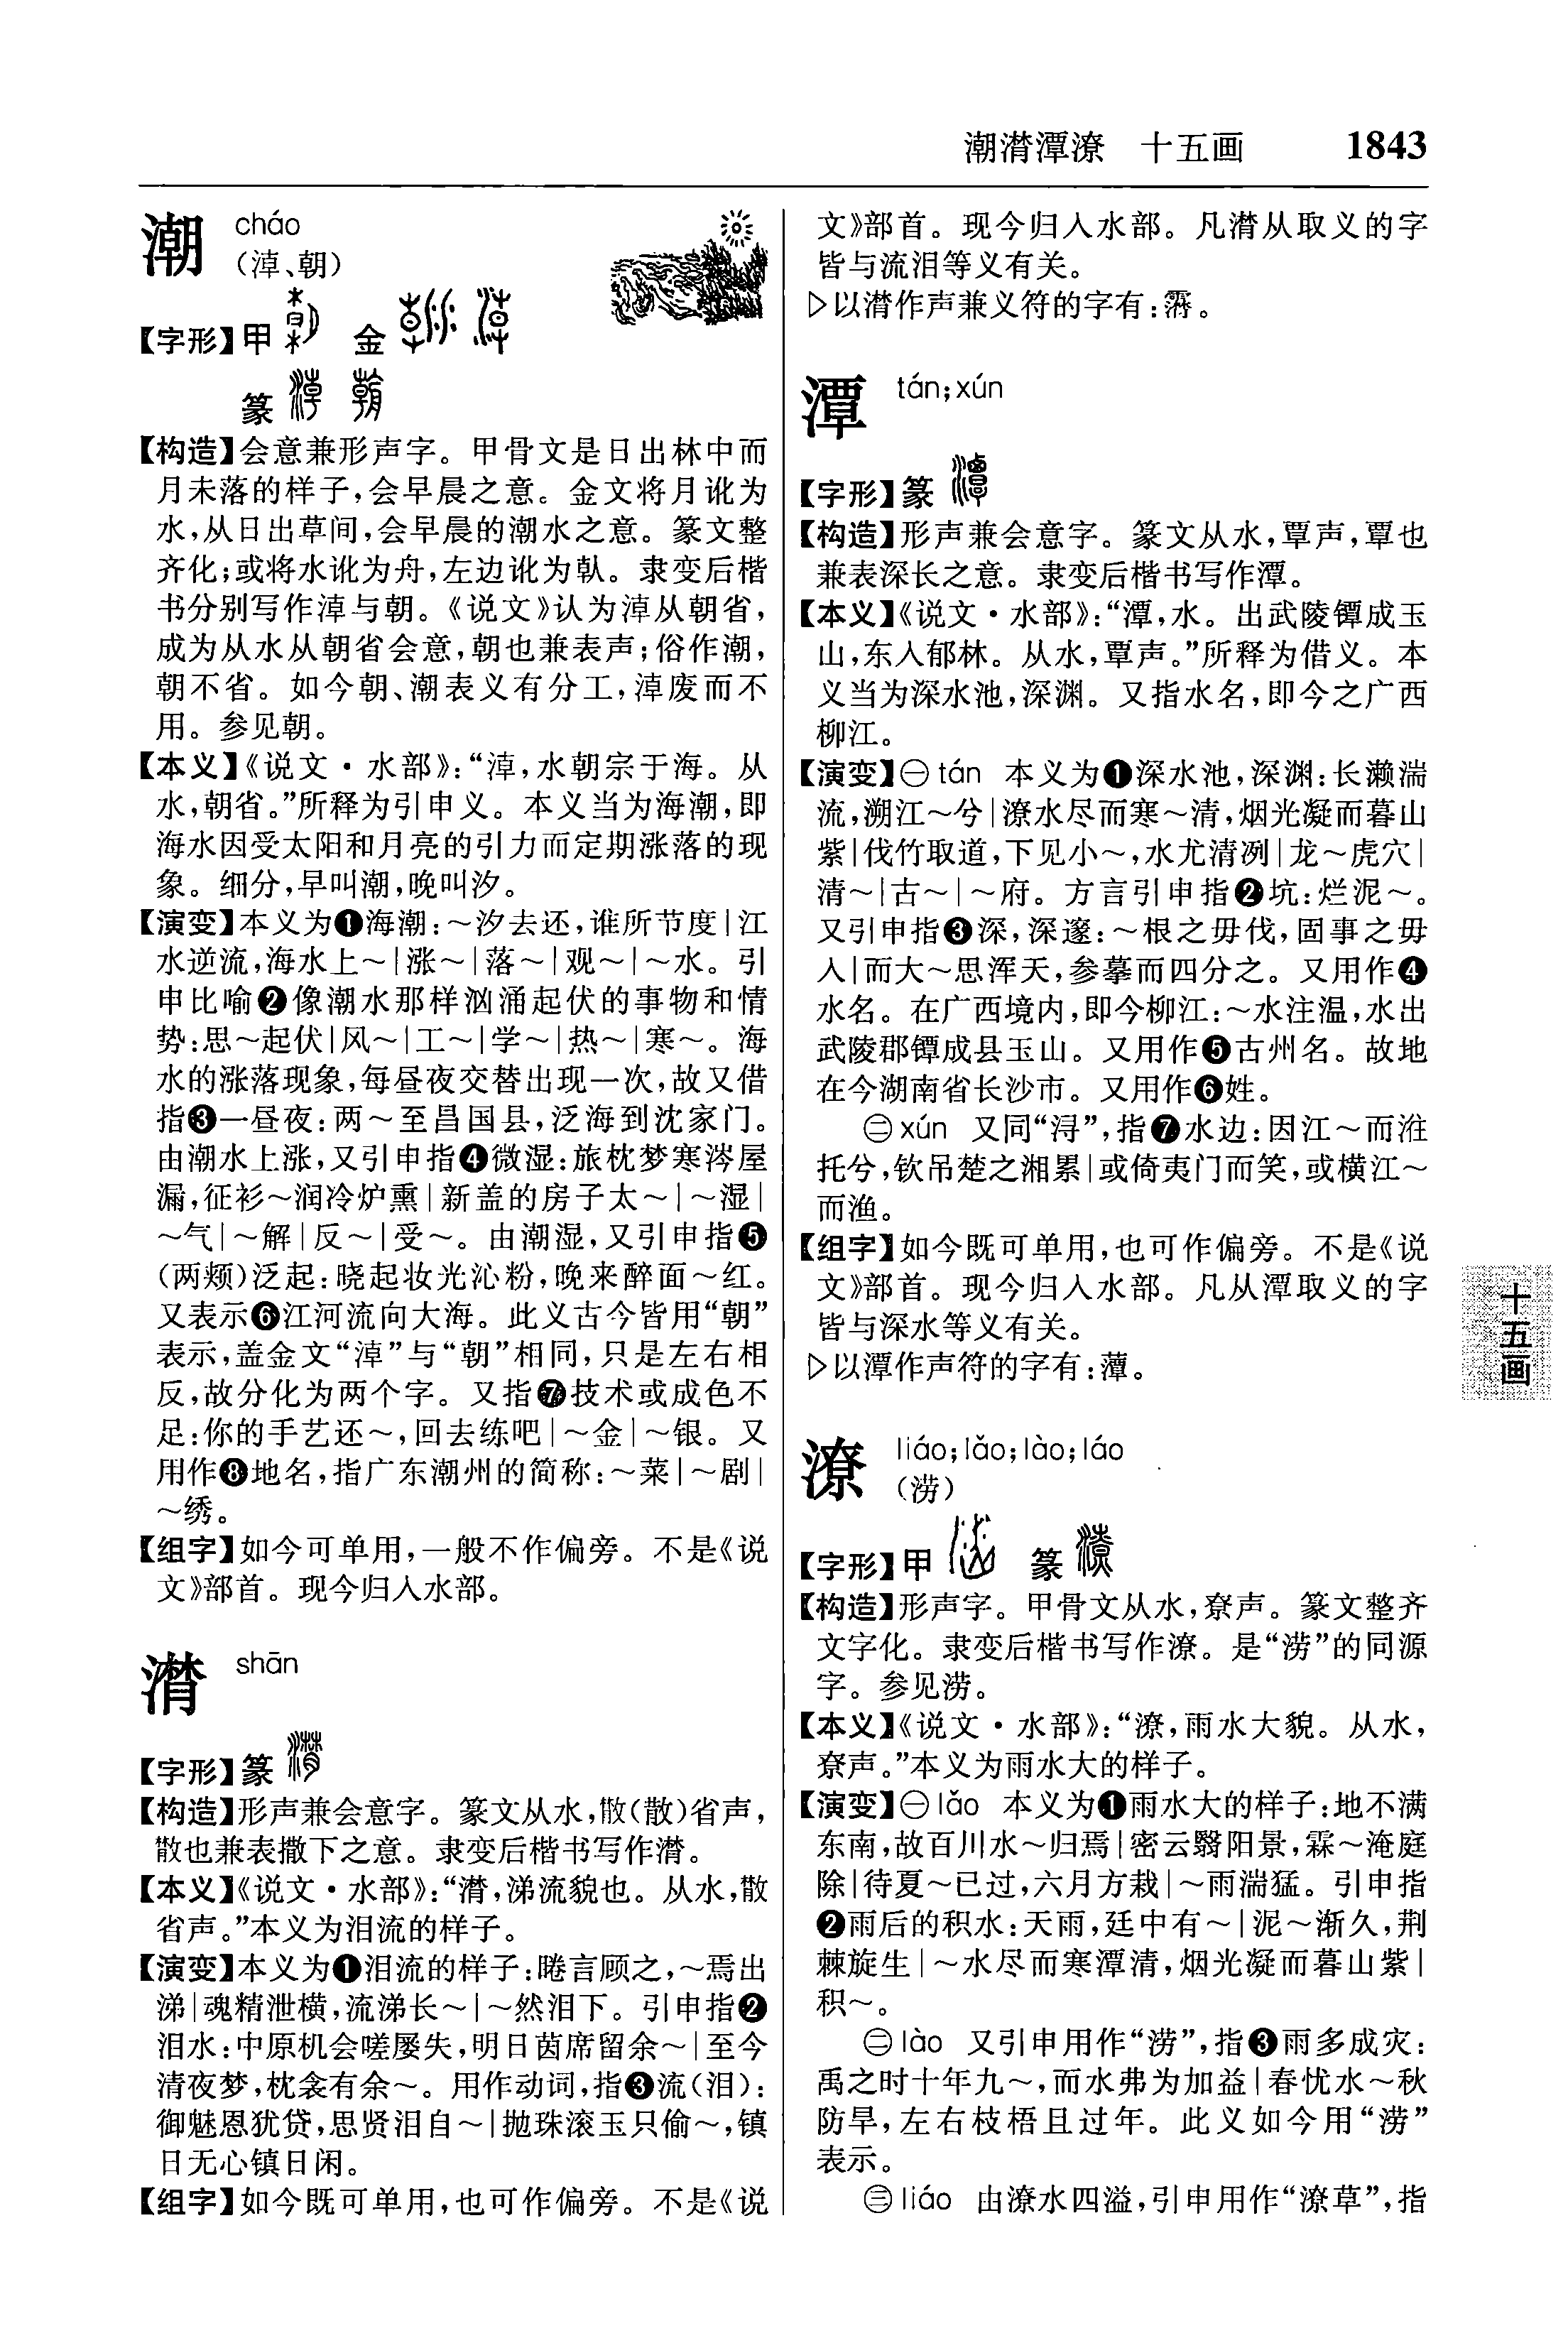 潮潸潭潦　十五画　1843
潮 cháo
（淖、朝）
【字形】甲　金
篆
【构造】会意兼形声字。甲骨文是日出林中而
月未落的样子，会早晨之意。金文将月讹为
水，从日出草间，会早晨的潮水之意。篆文整
齐化；或将水讹为舟，左边讹为倝。隶变后楷
书分别写作淖与朝。《说文》认为淖从朝省，
成为从水从朝省会意，朝也兼表声；俗作潮，
朝不省。如今朝、潮表义有分工，淖废而不
用。参见朝。
【本义】《说文·水部》：“淖，水朝宗于海。从
水，朝省。”所释为引申义。本义当为海潮，即
海水因受太阳和月亮的引力而定期涨落的现
象。细分，早叫潮，晚叫汐。
【演变】本义为❶海潮：～汐去还，谁所节度|江
水逆流，海水上～|涨～|落～|观～|～水。引
申比喻❷像潮水那样汹涌起伏的事物和情
势：思～起伏|风～|工～|学～|热～|寒～。海
水的涨落现象，每昼夜交替出现一次，故又借
指❸一昼夜：两～至昌国县，泛海到沈家门。
由潮水上涨，又引申指❹微湿：旅枕梦寒涔屋
漏，征衫～润冷炉熏|新盖的房子太～|～湿|
～气|～解|反～|受～。由潮湿，又引申指❺
（两颊）泛起：晓起妆光沁粉，晚来醉面～红。
又表示❻江河流向大海。此义古今皆用“朝”
表示，盖金文“淖”与“朝”相同，只是左右相
反，故分化为两个字。又指❼技术或成色不
足：你的手艺还～，回去练吧|～金|～银。又
用作❽地名，指广东潮州的简称：～菜|～剧|
～绣。
【组字】如今可单用，一般不作偏旁。不是《说
文》部首。现今归入水部。
潸 shān
【字形】篆
【构造】形声兼会意字。篆文从水，㪔（散）省声，
㪔也兼表撒下之意。隶变后楷书写作潸。
【本义】《说文·水部》：“潸，涕流貌也。从水，散
省声。”本义为泪流的样子。
【演变】本义为❶泪流的样子：睠言顾之，～焉出
涕|魂精泄横，流涕长～|～然泪下。引申指❷
泪水：中原机会嗟屡失，明日茵席留余～|至今
清夜梦，枕衾有余～。用作动词，指❸流（泪）：
御魅恩犹贷，思贤泪自～|抛珠滚玉只偷～，镇
日无心镇日闲。
【组字】如今既可单用，也可作偏旁。不是《说
文》部首。现今归入水部。凡潸从取义的字
皆与流泪等义有关。
▷以潸作声兼义符的字有：霹。
潭 tán；xún
【字形】篆
【构造】形声兼会意字。篆文从水，覃声，覃也
兼表深长之意。隶变后楷书写作潭。
【本义】《说文·水部》：“潭，水。出武陵镡成玉
山，东入郁林。从水，覃声。”所释为借义。本
义当为深水池，深渊。又指水名，即今之广西
柳江。
【演变】㊀tán　本义为❶深水池，深渊：长濑湍
流，溯江～兮|潦水尽而寒～清，烟光凝而暮山
紫|伐竹取道，下见小～，水尤清冽|龙～虎穴|
清～|古～|～府。方言引申指❷坑：烂泥～。
又引申指❸深，深邃：～根之毋伐，固事之毋
入|而大～思浑天，参摹而四分之。又用作❹
水名。在广西境内，即今柳江：～水注温，水出
武陵郡镡成县玉山。又用作❺古州名。故地
在今湖南省长沙市。又用作❻姓。
㊁xún　又同“浔”，指❼水边：因江～而淮
托兮，钦吊楚之湘累|或倚夷门而笑，或横江～
而渔。
【组字】如今既可单用，也可作偏旁。不是《说
文》部首。现今归入水部。凡从潭取义的字
皆与深水等义有关。
▷以潭作声符的字有：藫。
潦 liáo；lǎo；lào；láo
（涝）
【字形】甲　篆
【构造】形声字。甲骨文从水，尞声。篆文整齐
文字化。隶变后楷书写作潦。是“涝”的同源
字。参见涝。
【本义】《说文·水部》：“潦，雨水大貌。从水，
尞声。”本义为雨水大的样子。
【演变】㊀lǎo　本义为❶雨水大的样子：地不满
东南，故百川水～归焉|密云翳阳景，霖～淹庭
除|待夏～已过，六月方栽|～雨湍猛。引申指
❷雨后的积水：天雨，廷中有～|泥～渐久，荆
棘旋生|～水尽而寒潭清，烟光凝而暮山紫|
积～。
㊁lào　又引申用作“涝”，指❸雨多成灾：
禹之时十年九～，而水弗为加益|春忧水～秋
防旱，左右枝梧且过年。此义如今用“涝”
表示。
㊂liáo　由潦水四溢，引申用作“潦草”，指
十五画